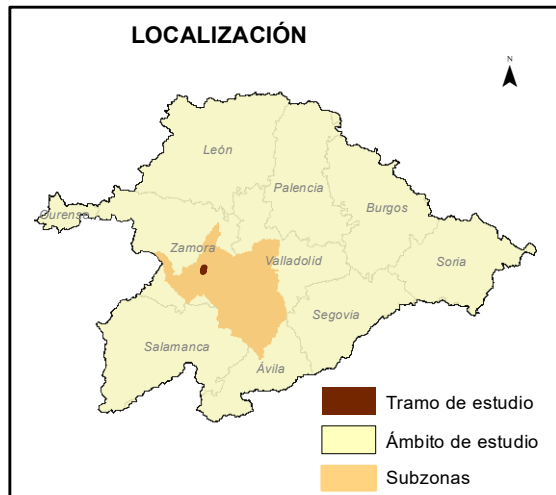 LOCALIZACIÓN
N
León
Palencia
Burgos
Ourense
Zamora
Valladolid
Soria
Segovia
Salamanca
Ávila
Tramo de estudio
Ámbito de estudio
Subzonas